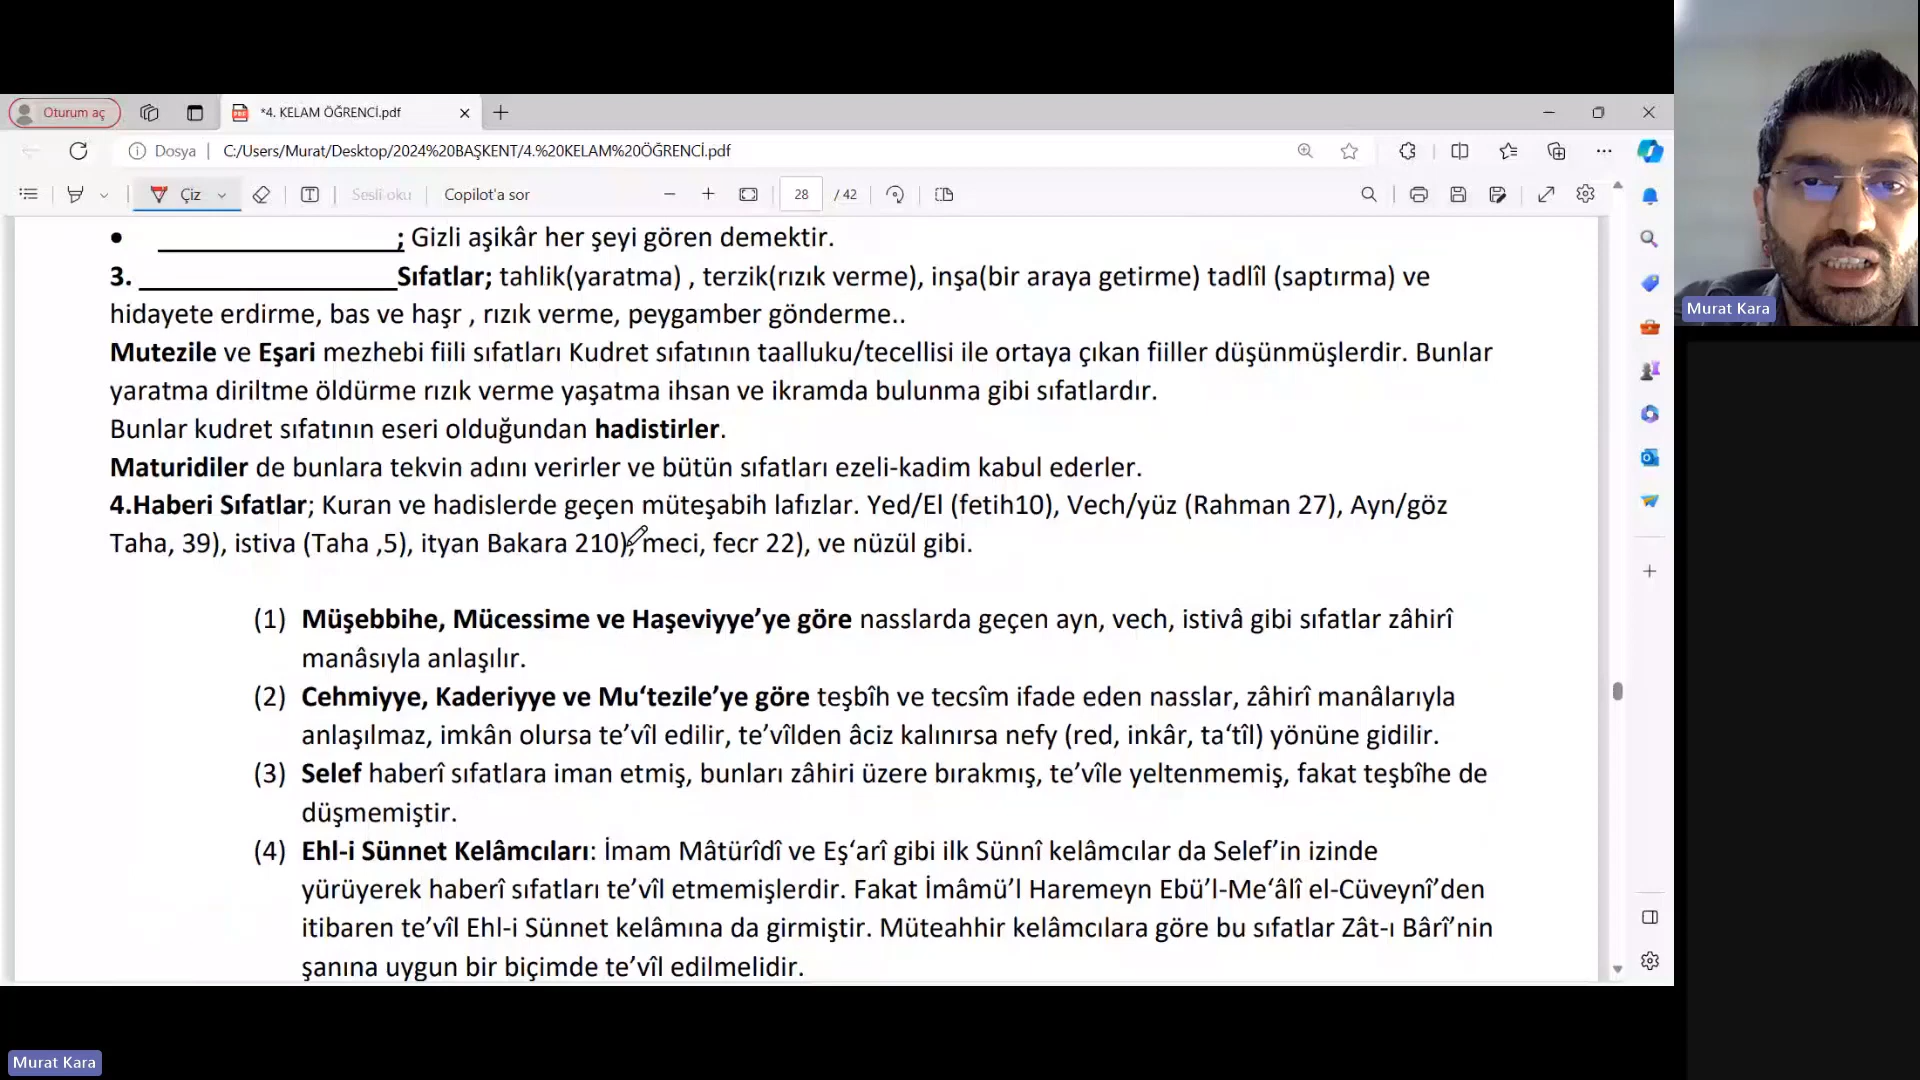 Oturum aç
*4. KELAM ÖĞRENCİ.pdf
Dosya
C:/Users/Murat/Desktop/2024%20BAŞKENT/4.%20KELAM%20ÖĞRENCİ.pdf
Çiz
Sesli oku
Copilot'a sor
28
/ 42
• ________________; Gizli aşikâr her şeyi gören demektir.
3. _________________Sıfatlar; tahlik(yaratma) , terzik(rızık verme), inşa(bir araya getirme) tadlîl (saptırma) ve
hidayete erdirme, bas ve haşr , rızık verme, peygamber gönderme..
Mutezile ve Eşari mezhebi fiili sıfatları Kudret sıfatının taalluku/tecellisi ile ortaya çıkan fiiller düşünmüşlerdir. Bunlar
yaratma diriltme öldürme rızık verme yaşatma ihsan ve ikramda bulunma gibi sıfatlardır.
Bunlar kudret sıfatının eseri olduğundan hadistirler.
Maturidiler de bunlara tekvin adını verirler ve bütün sıfatları ezeli-kadim kabul ederler.
4.Haberi Sıfatlar; Kuran ve hadislerde geçen müteşabih lafızlar. Yed/El (fetih10), Vech/yüz (Rahman 27), Ayn/göz
Taha, 39), istiva (Taha ,5), ityan Bakara 210), meci, fecr 22), ve nüzül gibi.
(1) Müşebbihe, Mücessime ve Haşeviyye’ye göre nasslarda geçen ayn, vech, istivâ gibi sıfatlar zâhirî
manâsıyla anlaşılır.
(2) Cehmiyye, Kaderiyye ve Mu‘tezile’ye göre teşbîh ve tecsîm ifade eden nasslar, zâhirî manâlarıyla
anlaşılmaz, imkân olursa te’vîl edilir, te’vîlden âciz kalınırsa nefy (red, inkâr, ta‘tîl) yönüne gidilir.
(3) Selef haberî sıfatlara iman etmiş, bunları zâhiri üzere bırakmış, te’vîle yeltenmemiş, fakat teşbîhe de
düşmemiştir.
(4) Ehl-i Sünnet Kelâmcıları: İmam Mâtürîdî ve Eş‘arî gibi ilk Sünnî kelâmcılar da Selef’in izinde
yürüyerek haberî sıfatları te’vîl etmemişlerdir. Fakat İmâmü’l Haremeyn Ebü’l-Me‘âlî el-Cüveynî’den
itibaren te’vîl Ehl-i Sünnet kelâmına da girmiştir. Müteahhir kelâmcılara göre bu sıfatlar Zât-ı Bârî’nin
şanına uygun bir biçimde te’vîl edilmelidir.
Murat Kara
Murat Kara